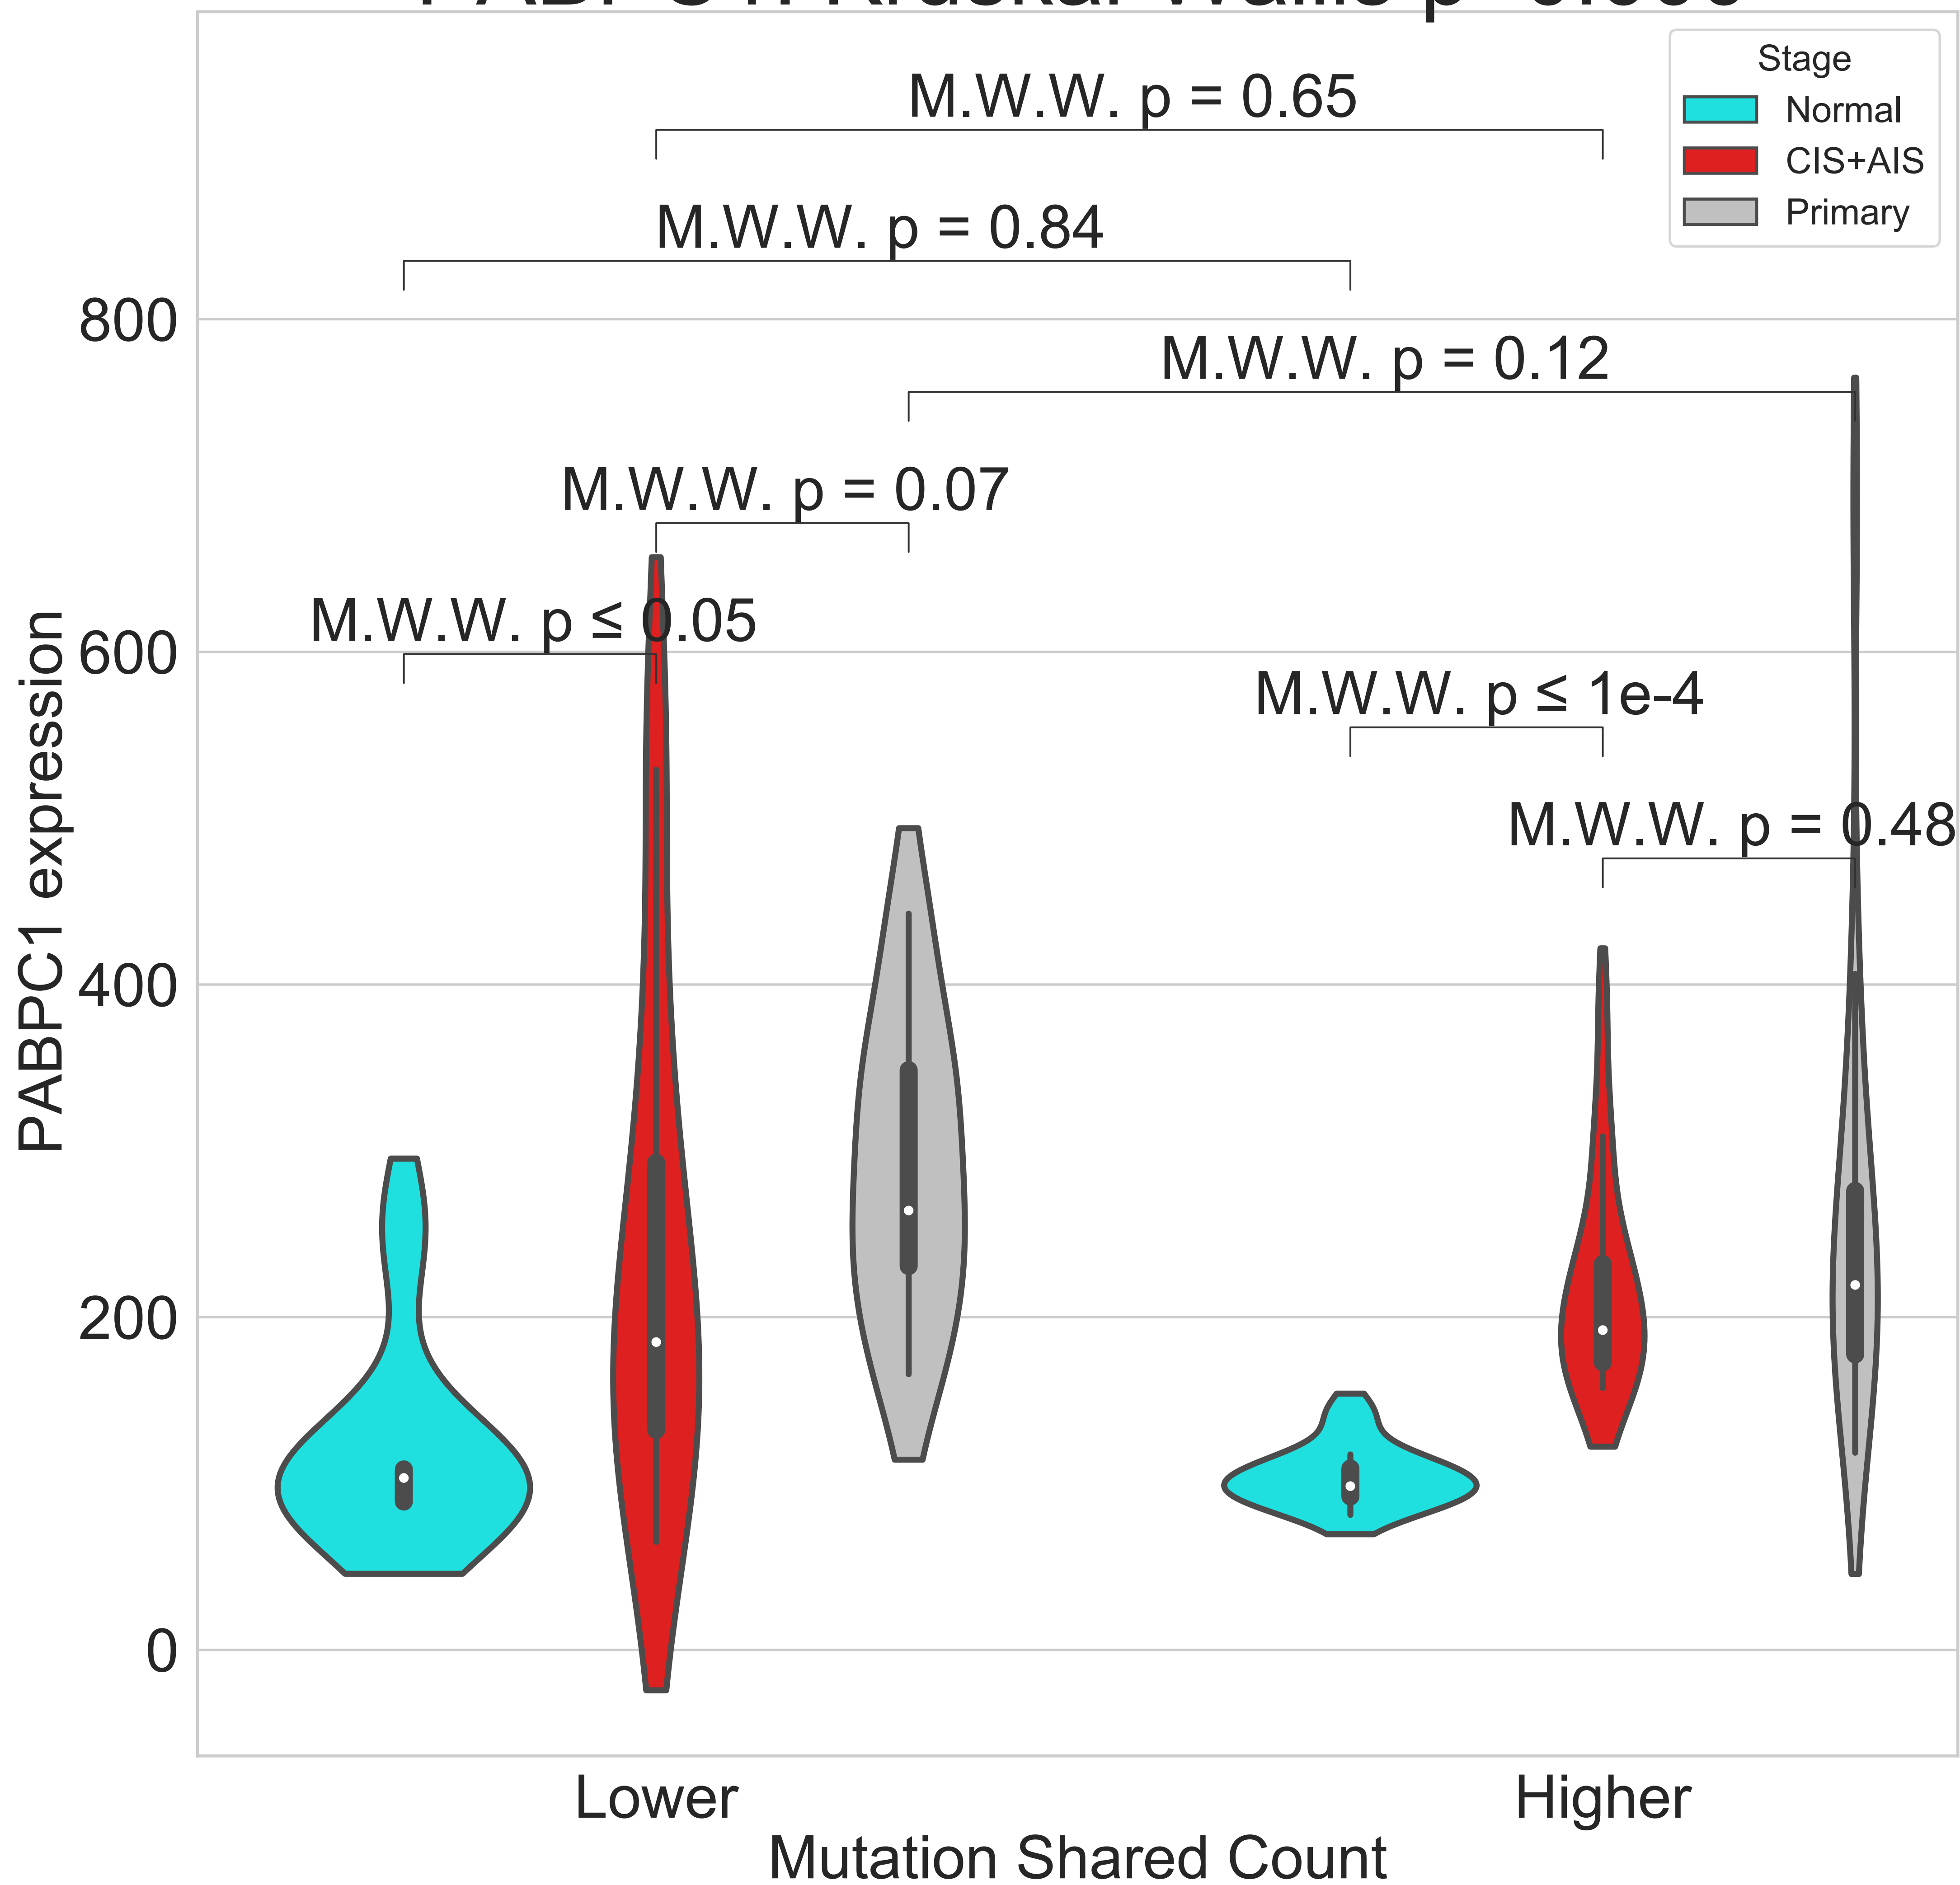 Stage
Normal
CIS+AIS
Primary
M.W.W. p = 0.65
M.W.W. p = 0.84
M.W.W. p = 0.12
M.W.W. p = 0.07
M.W.W. p ≤ 0.05
M.W.W. p ≤ 1e-4
M.W.W. p = 0.48
800
600
400
200
0
PABPC1 expression
Lower
Higher
Mutation Shared Count